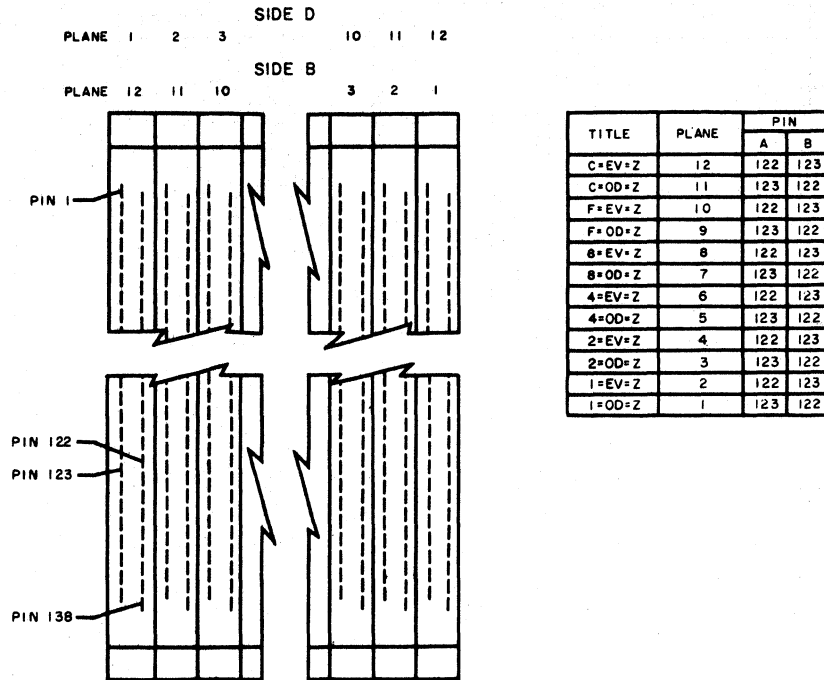 SIDE D
PLANE 1 2 3 10 11 12
SIDE B
PLANE 12 11 10 3 2 1
PIN 1
PIN 122
PIN 123
PIN 138
TITLE PLANE PIN
A B
C=EV=Z 12 122 123
C=OD=Z 11 123 122
F=EV=Z 10 122 123
F=OD=Z 9 123 122
8=EV=Z 8 122 123
8=OD=Z 7 123 122
4=EV=Z 6 122 123
4=OD=Z 5 123 122
2=EV=Z 4 122 123
2=OD=Z 3 123 122
1=EV=Z 2 122 123
1=OD=Z 1 123 122